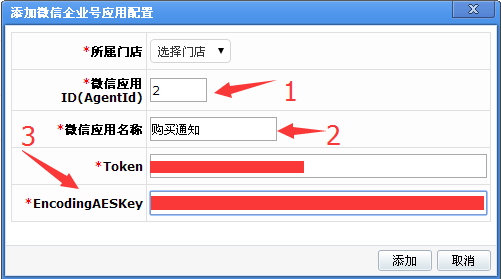 添加微信企业号应用配置
*所属门店 选择门店
*微信应用 ID(AgentId) 2 1
*微信应用名称 购买通知 2
3
*Token
*EncodingAESKey
添加 取消